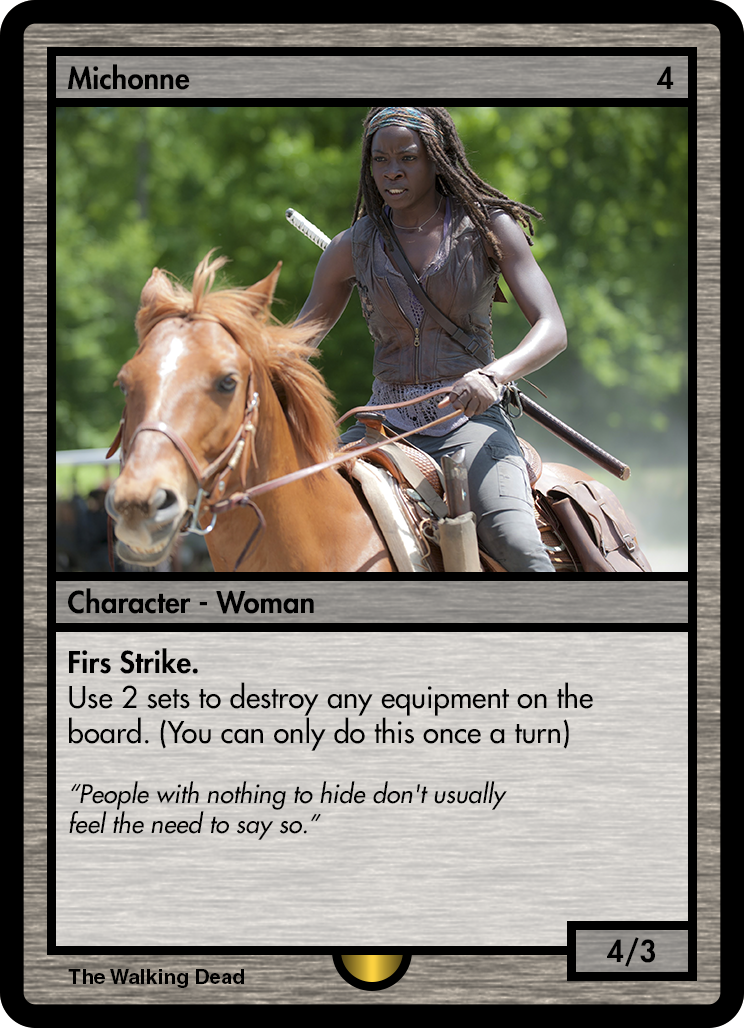 Michonne
4
Character - Woman
Firs Strike.
Use 2 sets to destroy any equipment on the
board. (You can only do this once a turn)
“People with nothing to hide don't usually
feel the need to say so.”
4/3
The Walking Dead